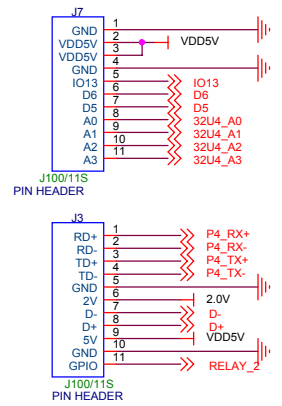 J7
GND 1
VDD5V 2 VDD5V
VDD5V 3
GND 4
IO13 5 IO13
D6 6 D6
D5 7 D5
A0 8 32U4_A0
A1 9 32U4_A1
A2 10 32U4_A2
A3 11 32U4_A3
J100/11S
PIN HEADER
J3
RD+ 1 P4_RX+
RD- 2 P4_RX-
TD+ 3 P4_TX+
TD- 4 P4_TX-
GND 5
2V 6 2.0V
D- 7 D-
D+ 8 D+
5V 9 VDD5V
GND 10
GPIO 11 RELAY_2
J100/11S
PIN HEADER